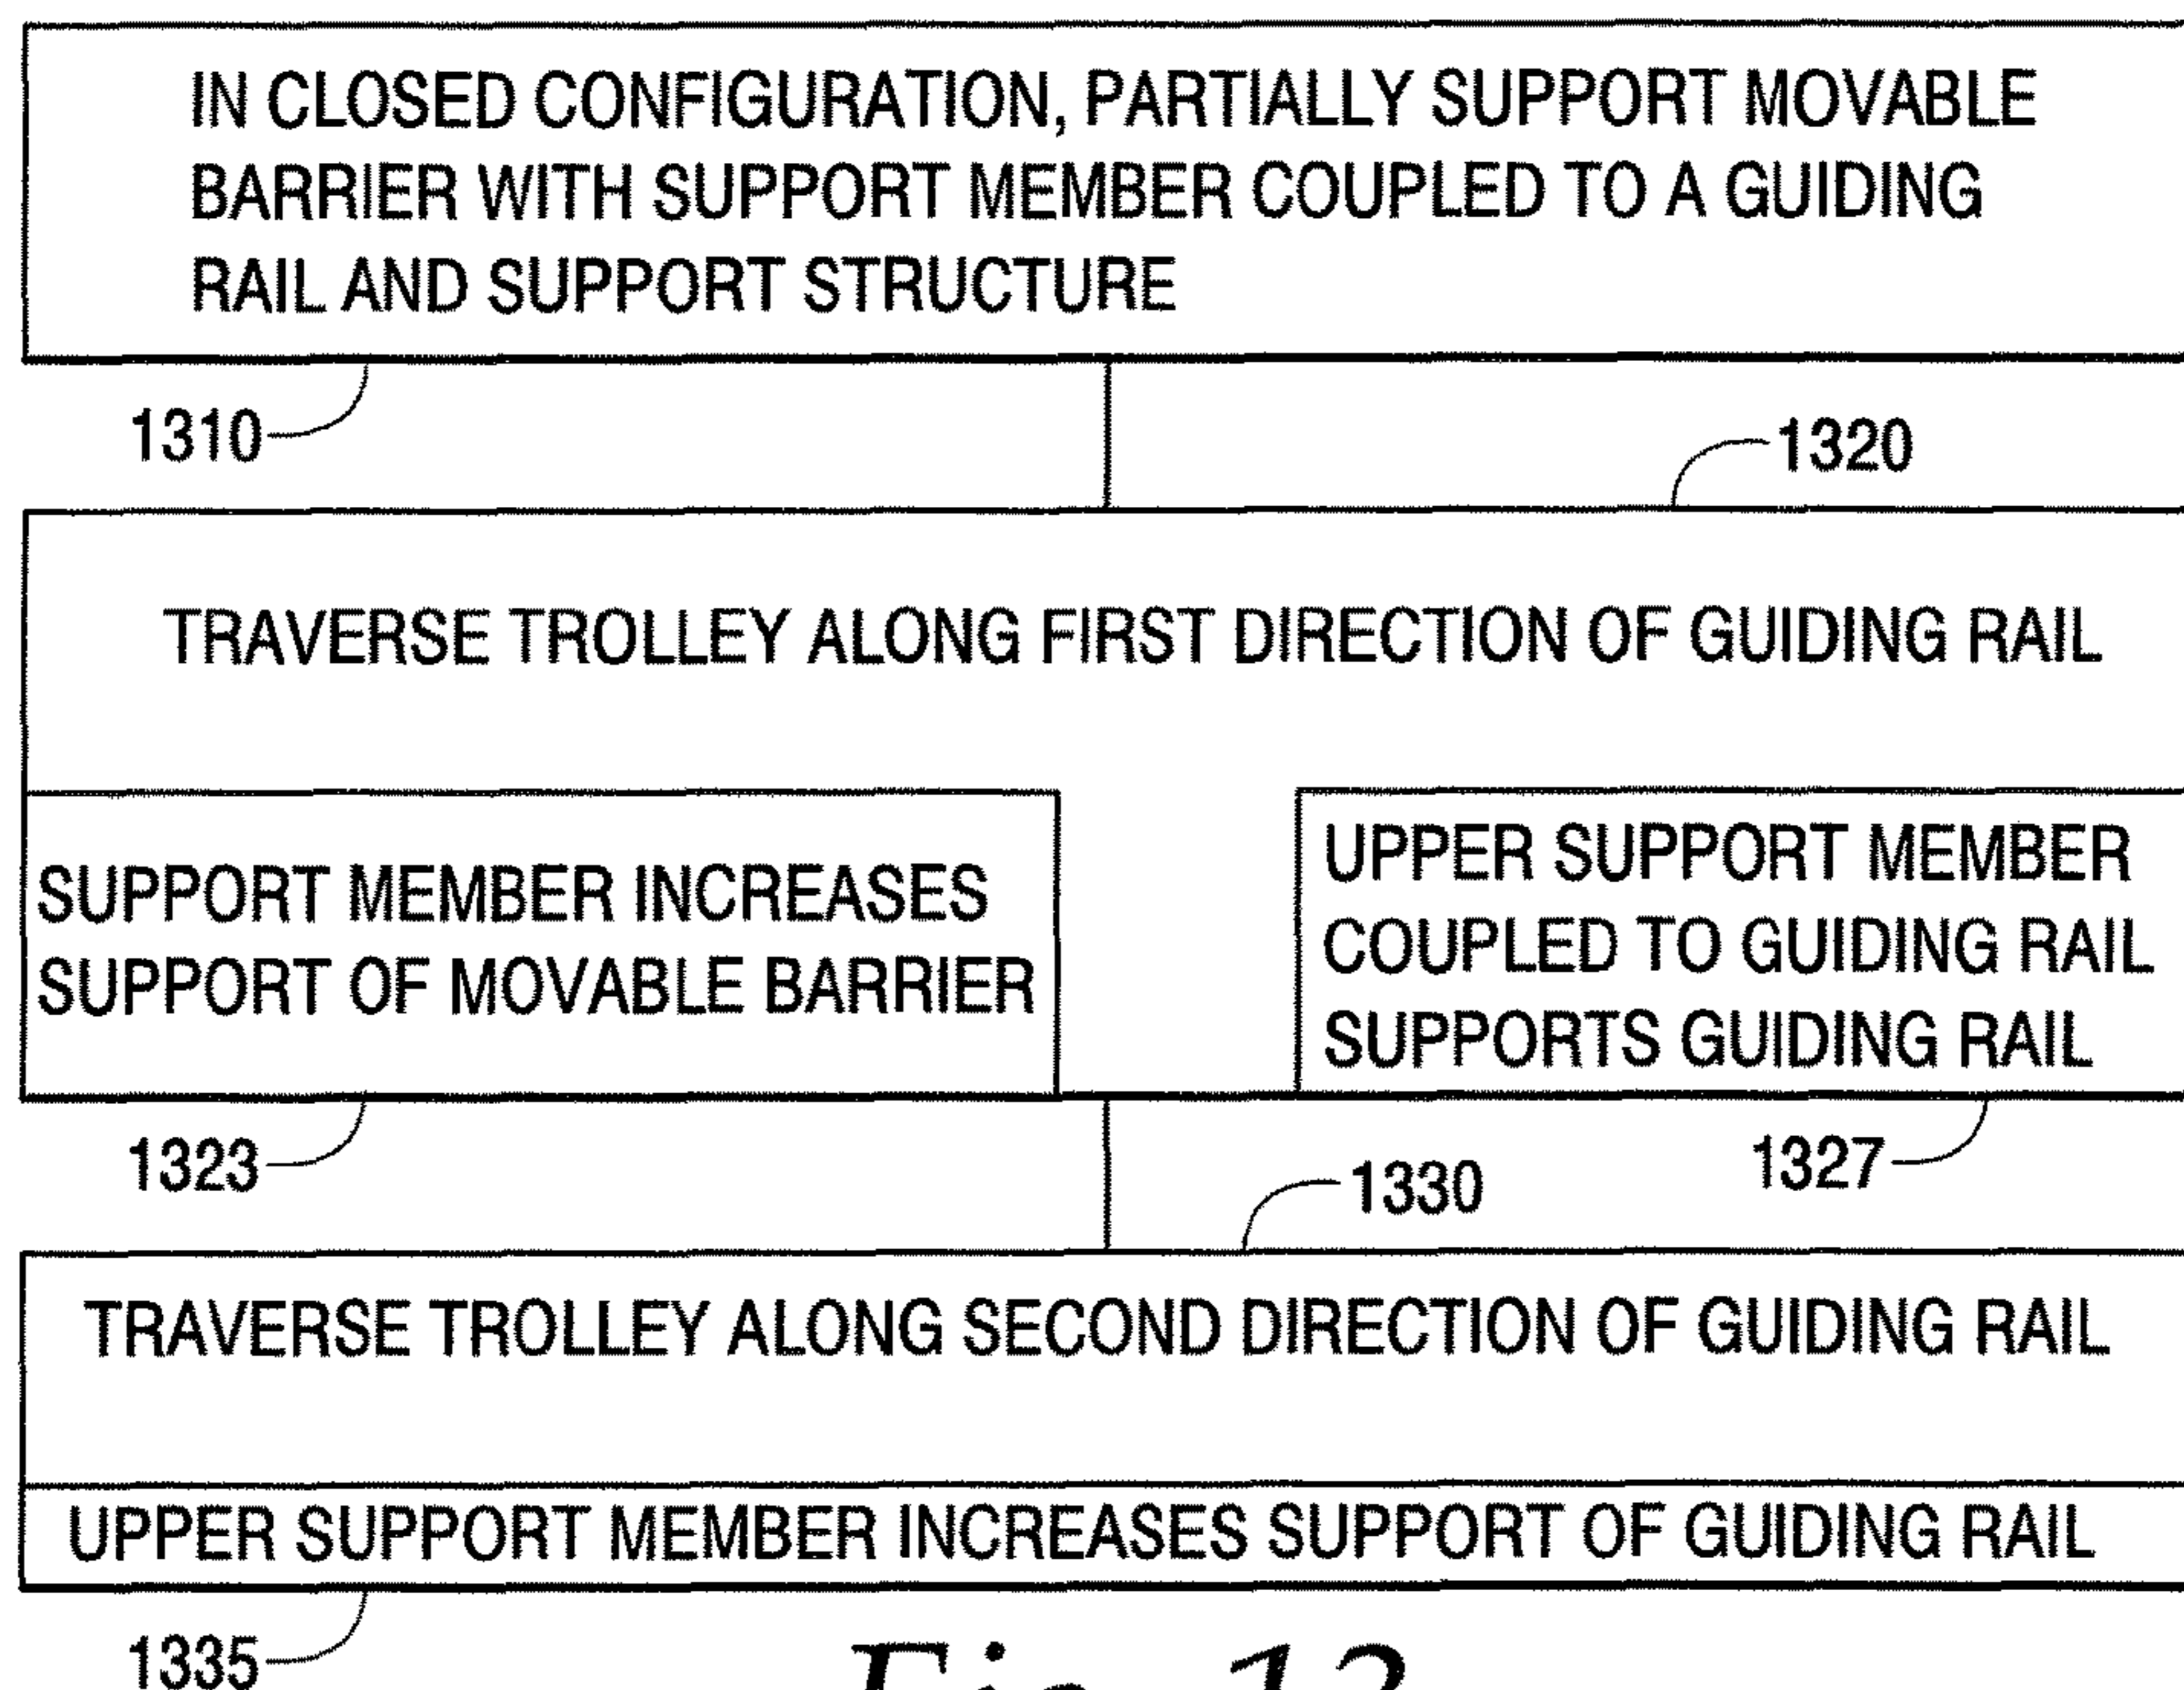 IN CLOSED CONFIGURATION, PARTIALLY SUPPORT MOVABLE
BARRIER WITH SUPPORT MEMBER COUPLED TO A GUIDING
RAIL AND SUPPORT STRUCTURE
1310
1320
TRAVERSE TROLLEY ALONG FIRST DIRECTION OF GUIDING RAIL
SUPPORT MEMBER INCREASES
SUPPORT OF MOVABLE BARRIER
UPPER SUPPORT MEMBER
COUPLED TO GUIDING RAIL
SUPPORTS GUIDING RAIL
1323
1327
1330
TRAVERSE TROLLEY ALONG SECOND DIRECTION OF GUIDING RAIL
UPPER SUPPORT MEMBER INCREASES SUPPORT OF GUIDING RAIL
1335